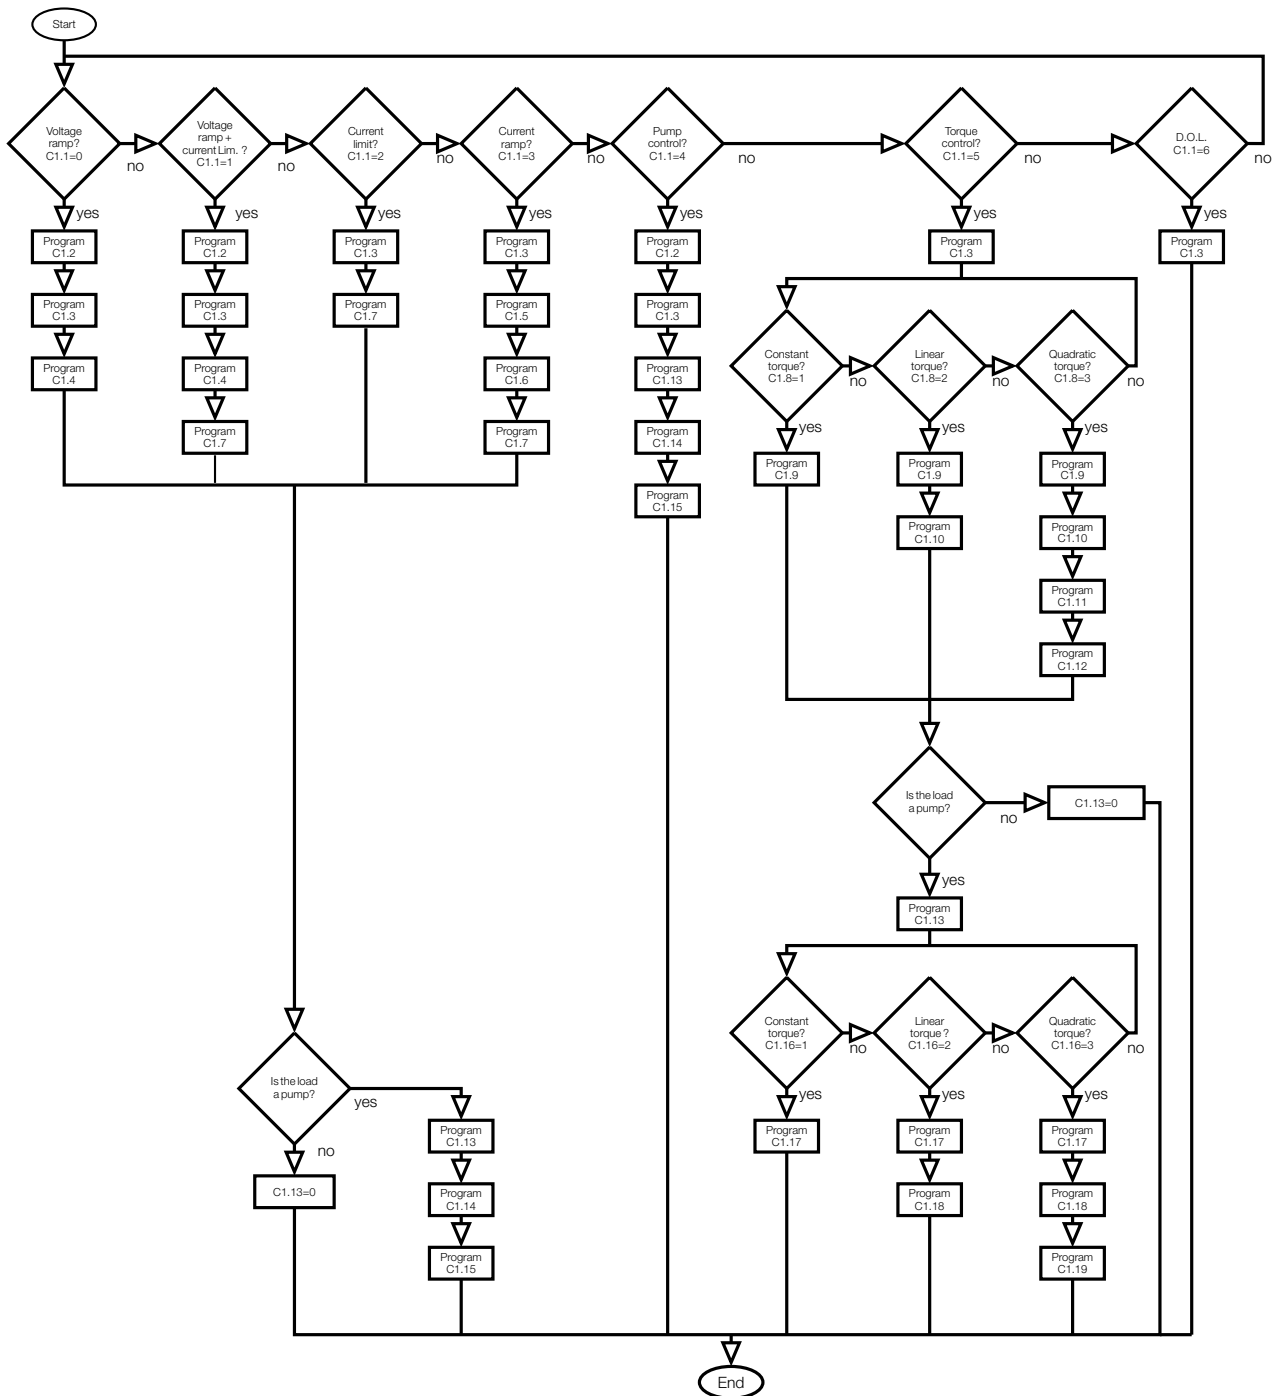 Start
Voltage
ramp?
C1.1=0
no
Voltage
ramp +
current Lim. ?
C1.1=1
no
Current
limit?
C1.1=2
no
Current
ramp?
C1.1=3
no
Pump
control?
C1.1=4
no
Torque
control?
C1.1=5
no
D.O.L.
C1.1=6
no
yes
yes
yes
yes
yes
yes
yes
Program
C1.2
Program
C1.2
Program
C1.3
Program
C1.3
Program
C1.2
Program
C1.3
Program
C1.3
Program
C1.3
Program
C1.3
Program
C1.7
Program
C1.5
Program
C1.3
Program
C1.4
Program
C1.4
Program
C1.6
Program
C1.13
Constant
torque?
C1.8=1
no
Linear
torque?
C1.8=2
no
Quadratic
torque?
C1.8=3
no
Program
C1.7
Program
C1.7
Program
C1.14
yes
yes
yes
Program
C1.9
Program
C1.9
Program
C1.9
Program
C1.15
Program
C1.10
Program
C1.10
Program
C1.11
Program
C1.12
Is the load
a pump?
no
C1.13=0
yes
Program
C1.13
Constant
torque?
C1.16=1
no
Linear
torque ?
C1.16=2
no
Quadratic
torque?
C1.16=3
no
Is the load
a pump?
yes
no
yes
yes
yes
Program
C1.13
Program
C1.17
Program
C1.17
Program
C1.17
C1.13=0
Program
C1.14
Program
C1.18
Program
C1.18
Program
C1.15
Program
C1.19
End